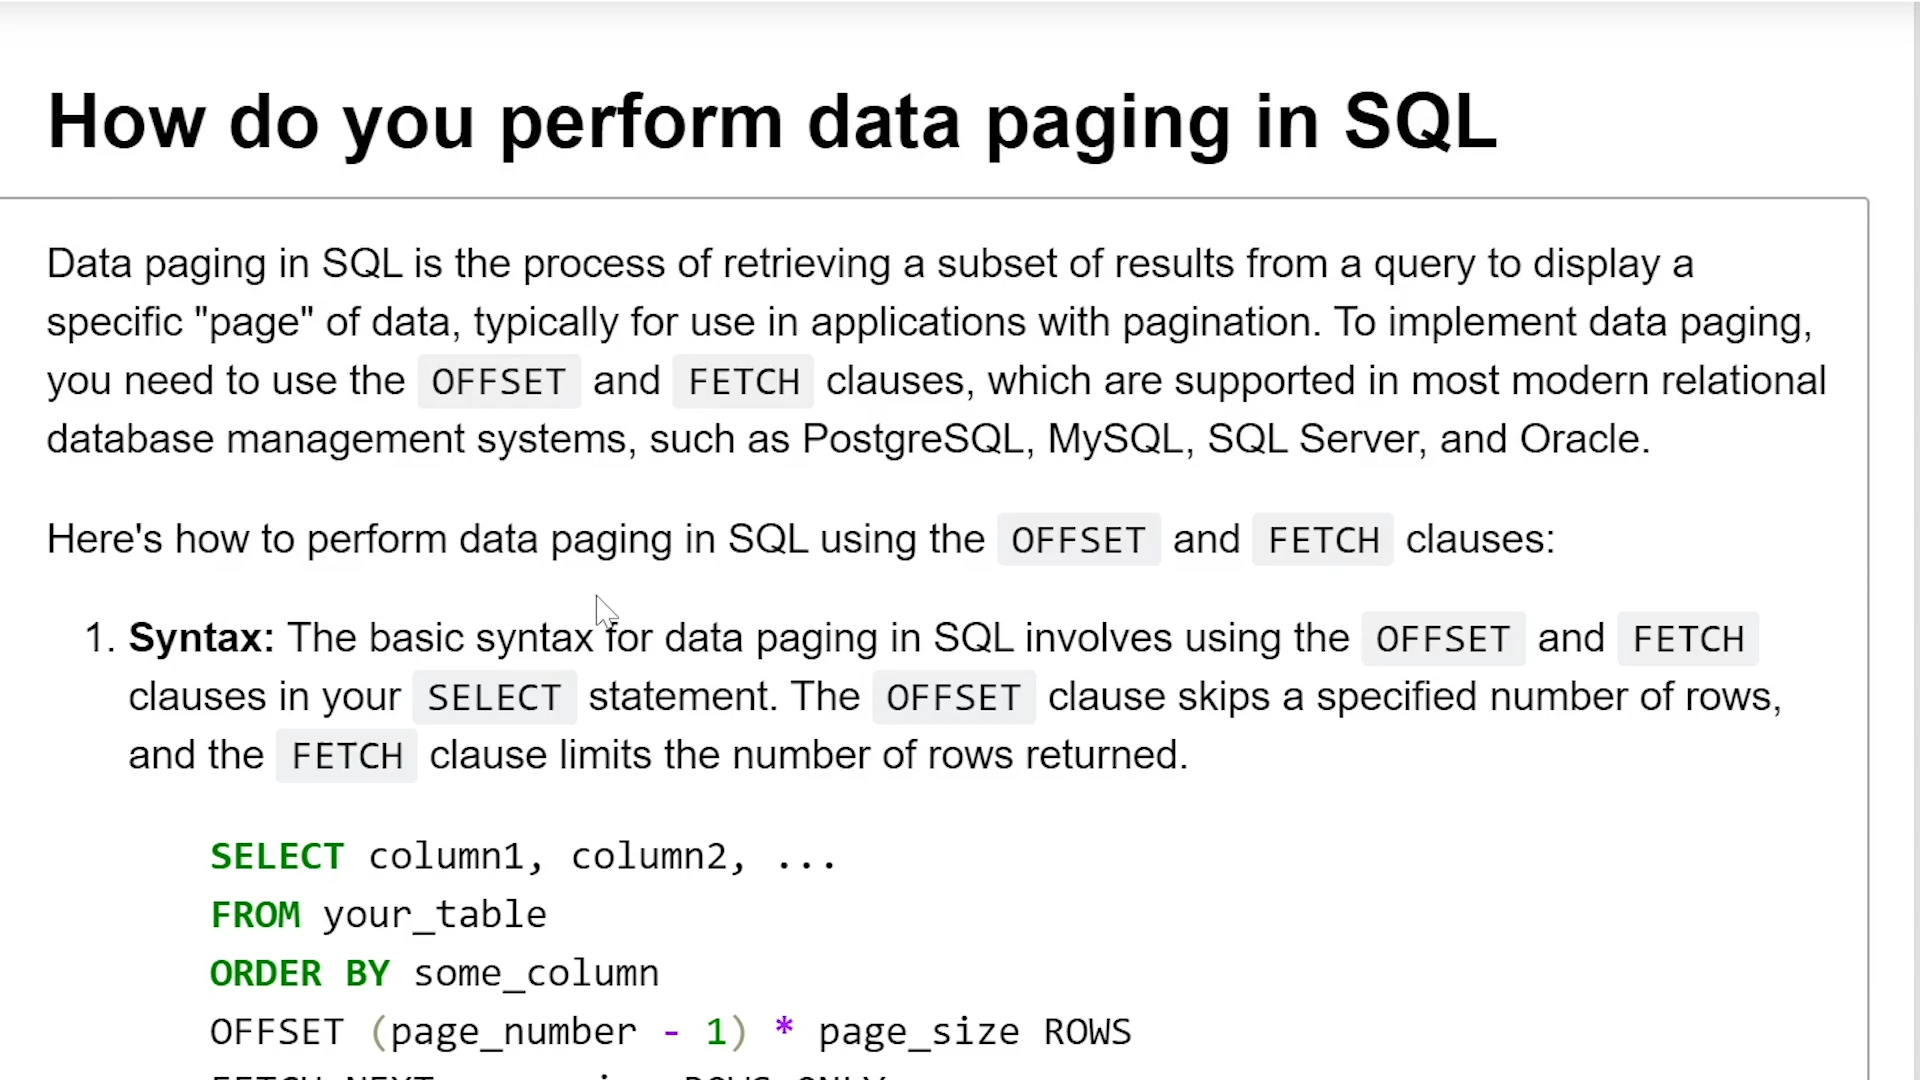 How do you perform data paging in SQL
Data paging in SQL is the process of retrieving a subset of results from a query to display a
specific "page" of data, typically for use in applications with pagination. To implement data paging,
you need to use the OFFSET and FETCH clauses, which are supported in most modern relational
database management systems, such as PostgreSQL, MySQL, SQL Server, and Oracle.
Here's how to perform data paging in SQL using the OFFSET and FETCH clauses:
1. Syntax: The basic syntax for data paging in SQL involves using the OFFSET and FETCH
clauses in your SELECT statement. The OFFSET clause skips a specified number of rows,
and the FETCH clause limits the number of rows returned.
SELECT column1, column2, ...
FROM your_table
ORDER BY some_column
OFFSET (page_number - 1) * page_size ROWS
FETCH NEXT ROWS ONLY